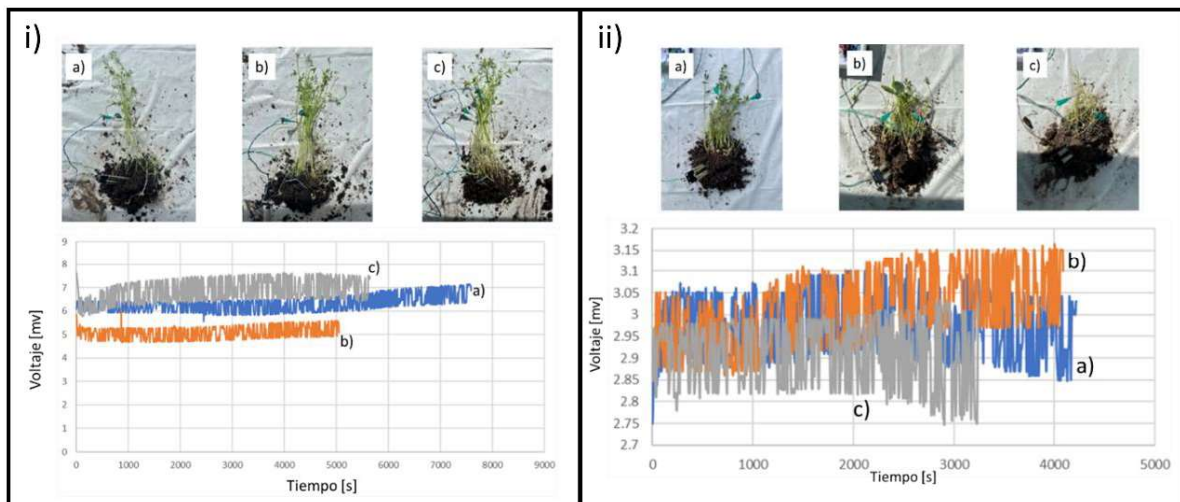 i)
a)
b)
c)
9
8
7
6
5
4
3
2
1
0
Voltaje [mv]
c)
a)
b)
0 1000 2000 3000 4000 5000 6000 7000 8000 9000
Tiempo [s]
ii)
a)
b)
c)
3.2
3.15
3.1
3.05
3
2.95
2.9
2.85
2.8
2.75
2.7
Voltaje [mv]
b)
a)
c)
0 1000 2000 3000 4000 5000
Tiempo [s]